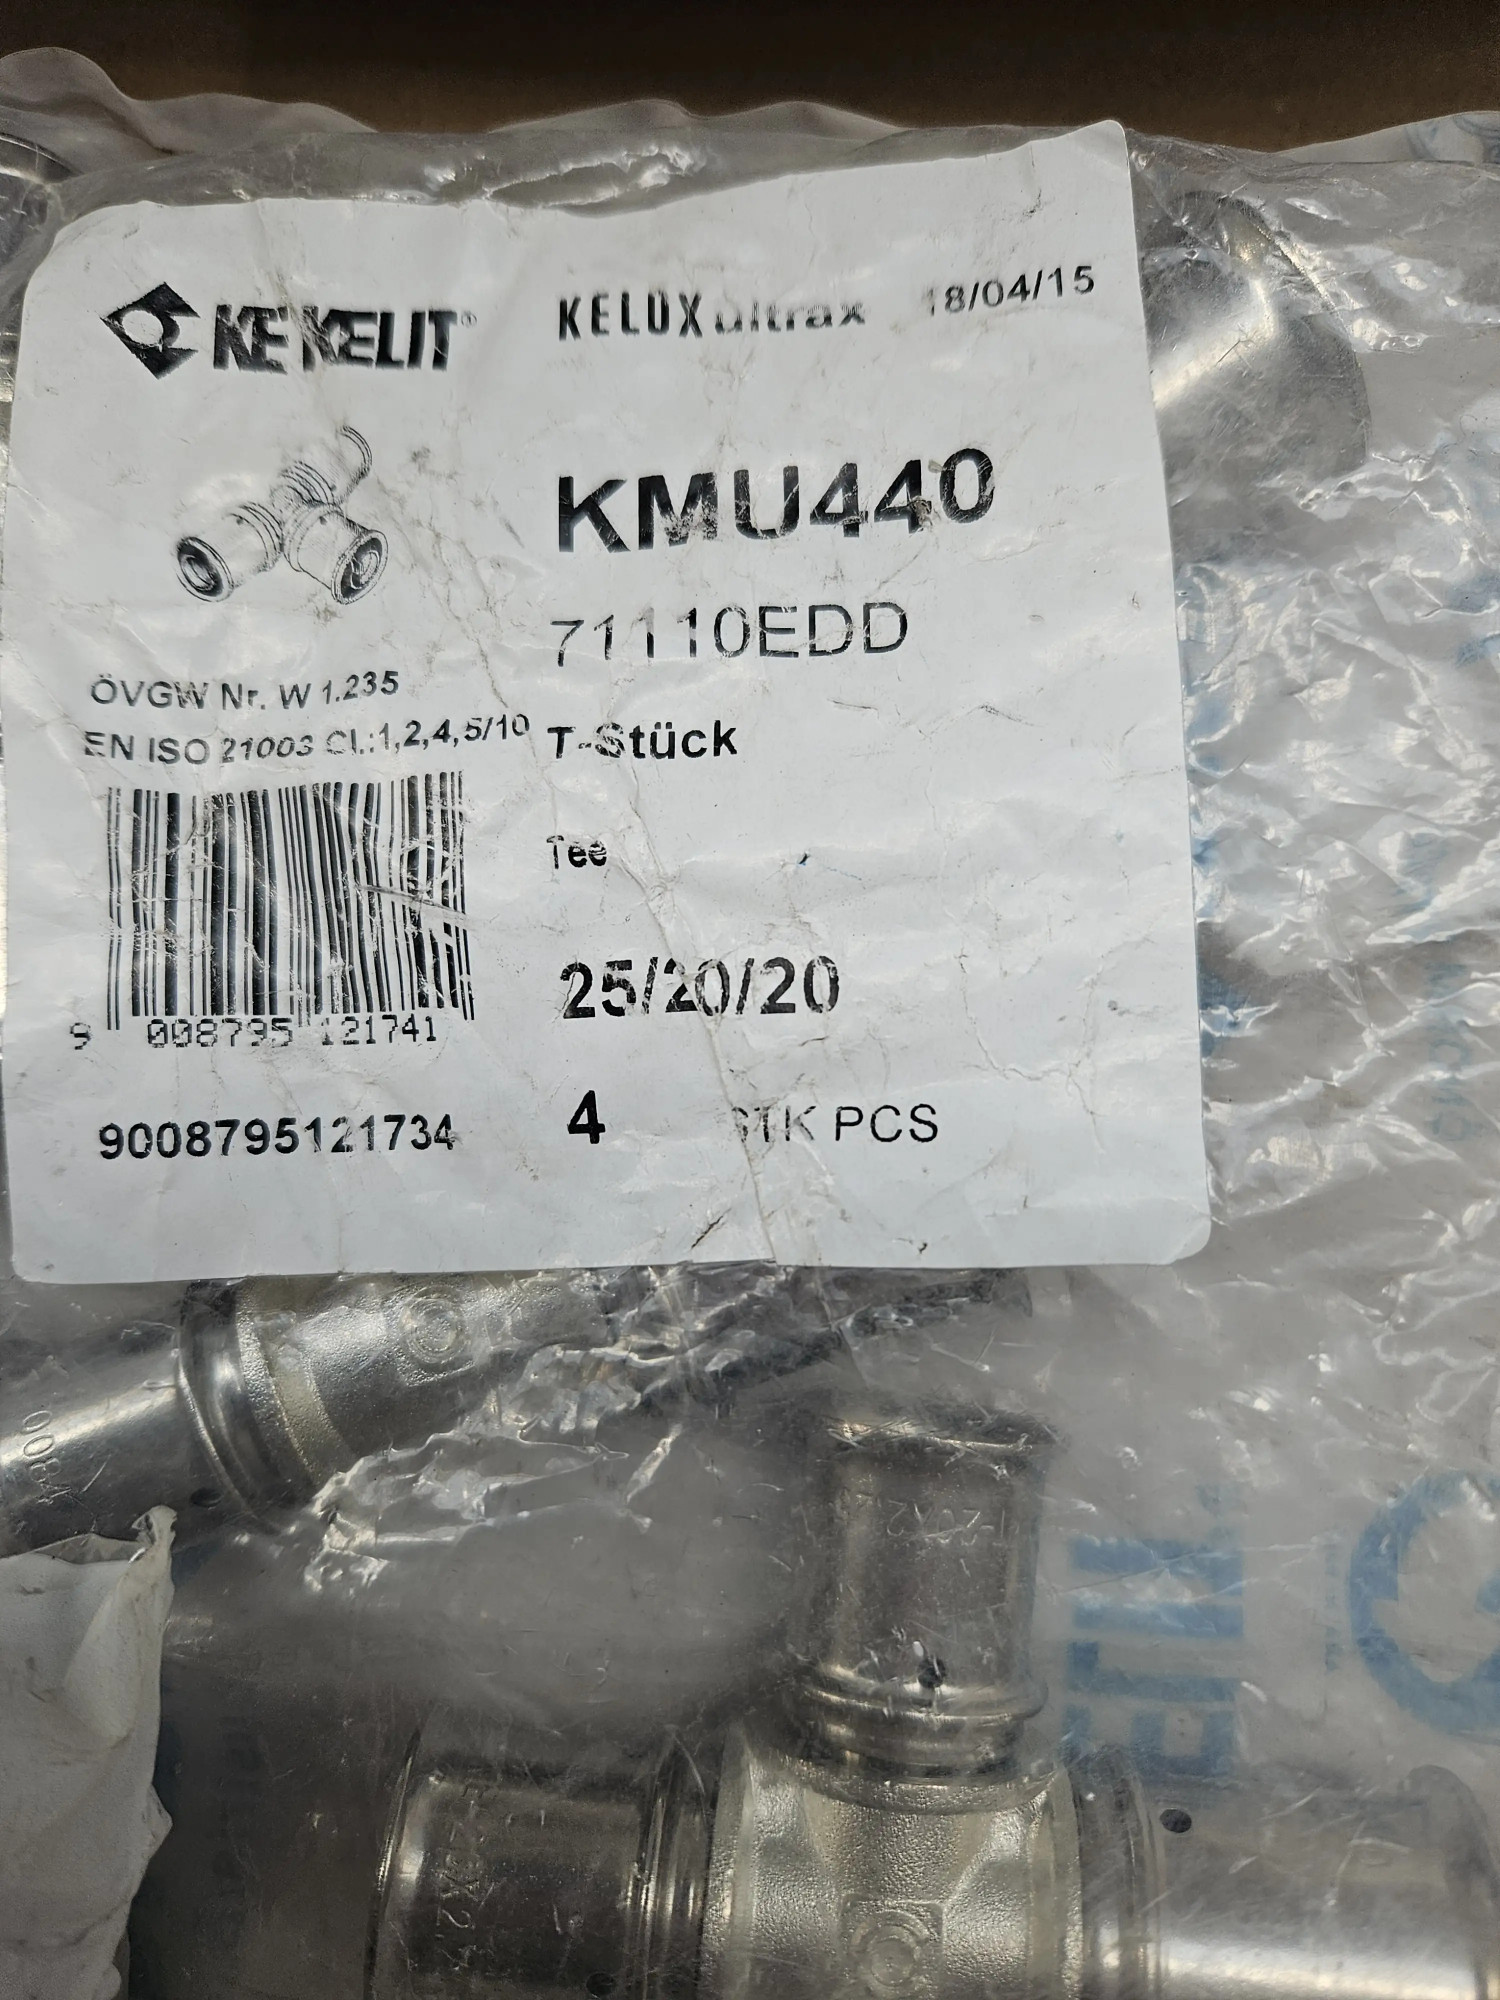 KE KELIT®
KELOX ultrax 18/04/15
KMU440
71110EDD
ÖVGW Nr. W 1.235
EN ISO 21003 Cl.:1,2,4,5/10
T-Stück
Tee
25/20/20
9 008795 121741
9008795121734
4 STK PCS